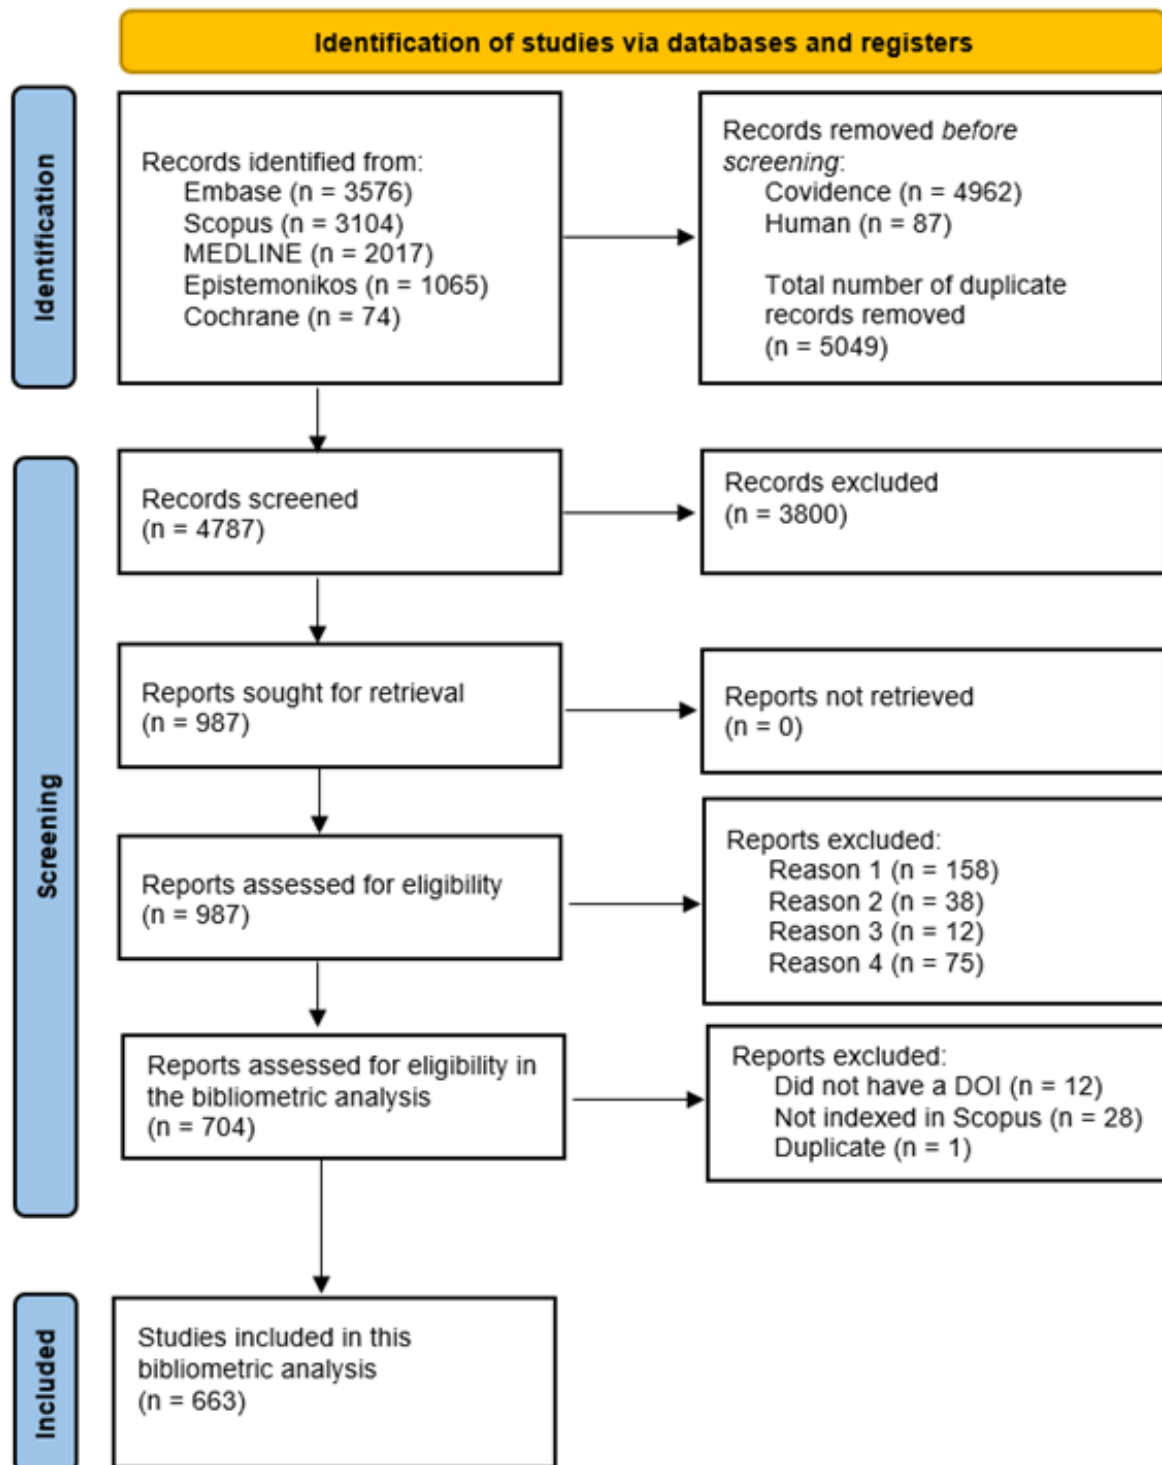 Identification of studies via databases and registers
Identification
Records identified from:
Embase (n = 3576)
Scopus (n = 3104)
MEDLINE (n = 2017)
Epistemonikos (n = 1065)
Cochrane (n = 74)
Records removed before
screening:
Covidence (n = 4962)
Human (n = 87)
Total number of duplicate
records removed
(n = 5049)
Screening
Records screened
(n = 4787)
Records excluded
(n = 3800)
Reports sought for retrieval
(n = 987)
Reports not retrieved
(n = 0)
Reports assessed for eligibility
(n = 987)
Reports excluded:
Reason 1 (n = 158)
Reason 2 (n = 38)
Reason 3 (n = 12)
Reason 4 (n = 75)
Reports assessed for eligibility in
the bibliometric analysis
(n = 704)
Reports excluded:
Did not have a DOI (n = 12)
Not indexed in Scopus (n = 28)
Duplicate (n = 1)
Included
Studies included in this
bibliometric analysis
(n = 663)